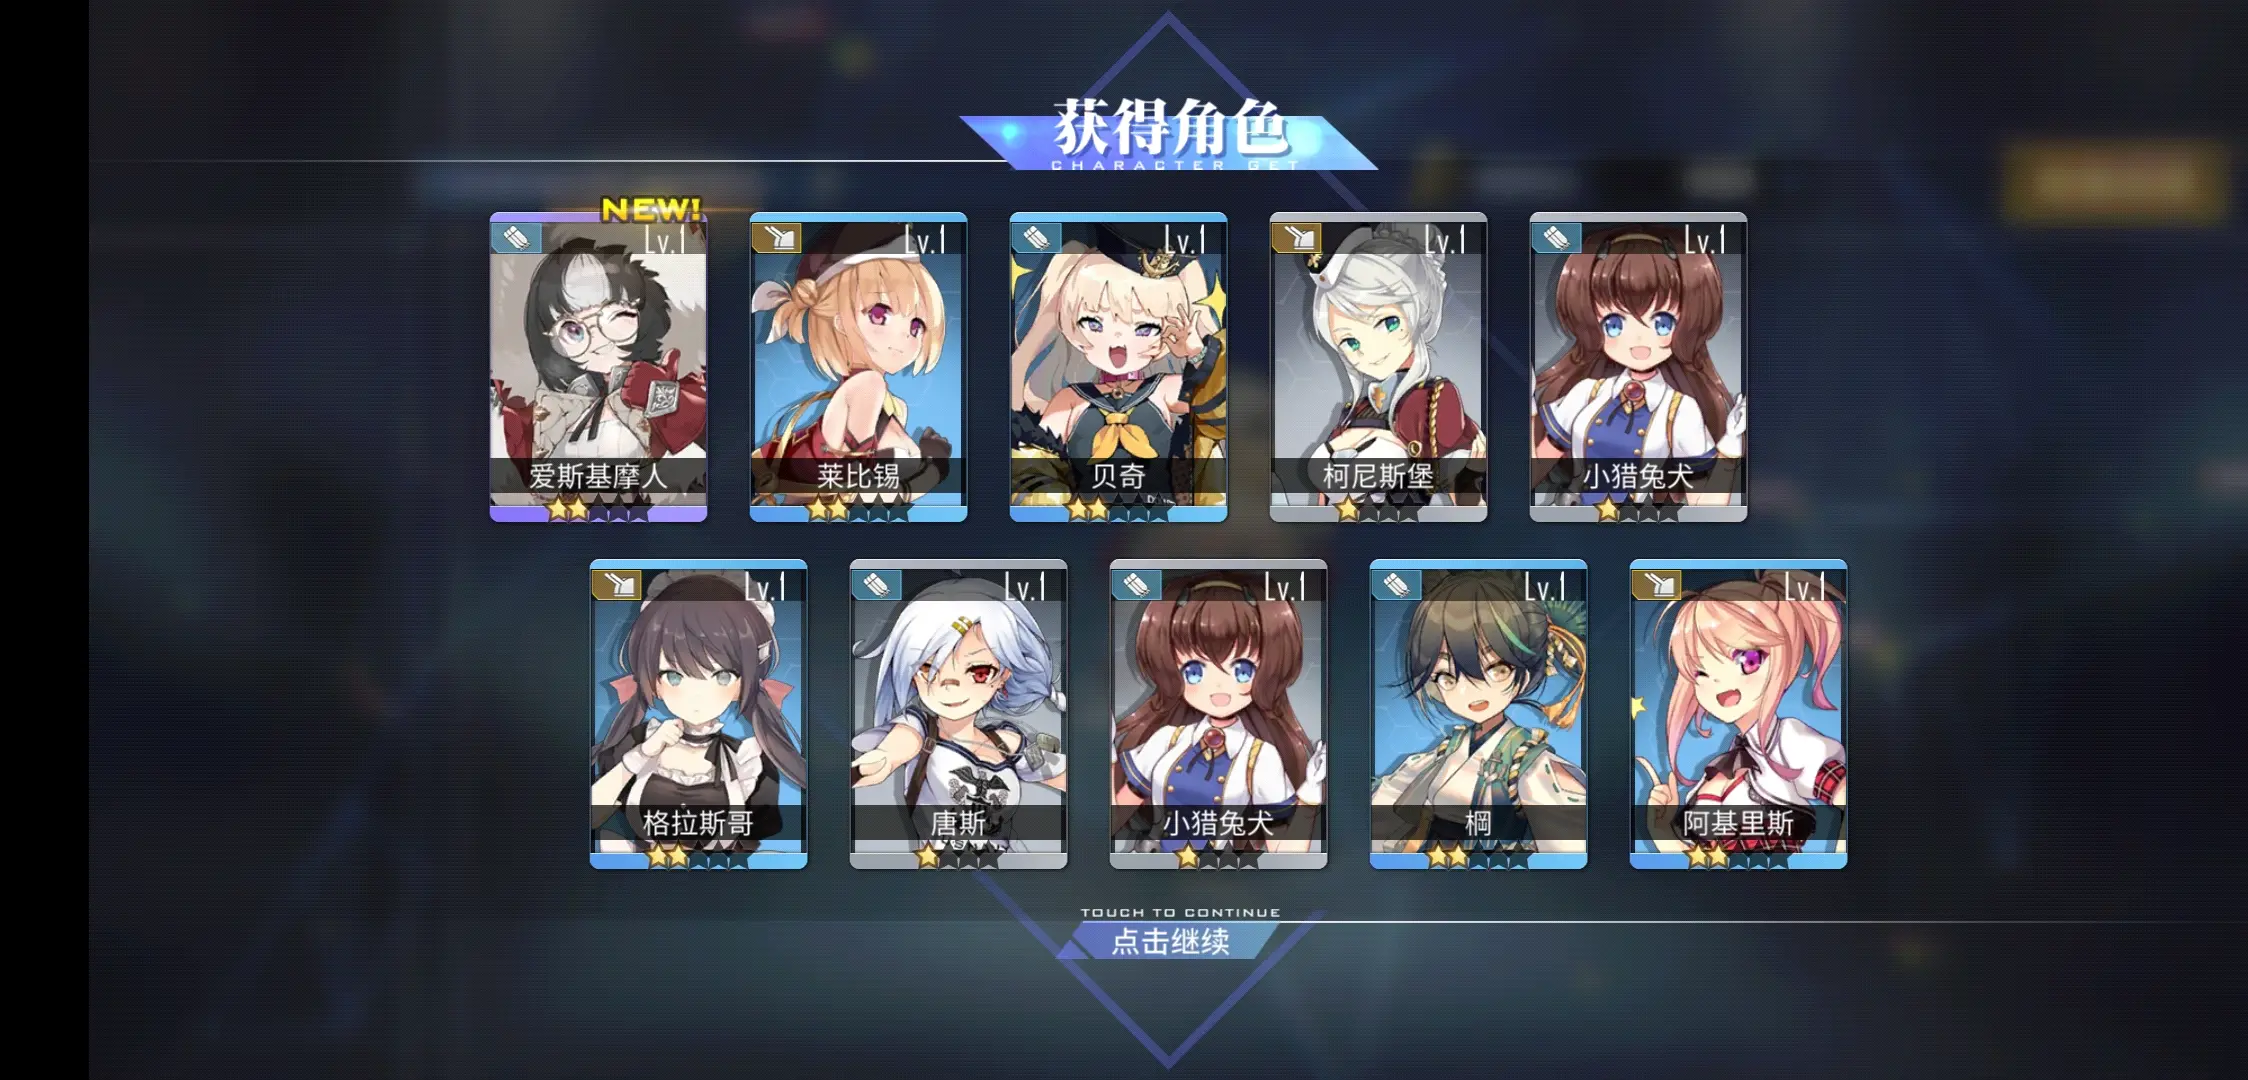 获得角色
CHARACTER GET
NEW!
Lv.1
Lv.1
Lv.1
Lv.1
Lv.1
爱斯基摩人
莱比锡
贝奇
柯尼斯堡
小猎兔犬
Lv.1
Lv.1
Lv.1
Lv.1
Lv.1
格拉斯哥
唐斯
小猎兔犬
棡
阿基里斯
TOUCH TO CONTINUE
点击继续